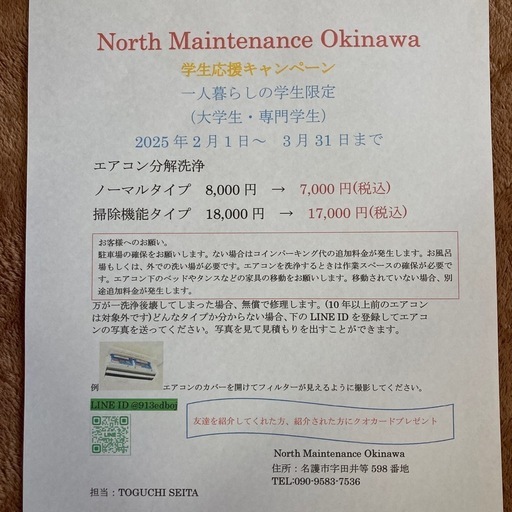 North Maintenance Okinawa
学生応援キャンペーン
一人暮らしの学生限定
（大学生・専門学生）
2025年2月1日～ 3月31日まで
エアコン分解洗浄
ノーマルタイプ 8,000円 → 7,000円(税込)
掃除機能タイプ 18,000円 → 17,000円(税込)
お客様へのお願い。
駐車場の確保をお願いします。ない場合はコインパーキング代の追加料金が発生します。お風呂
場もしくは、外での洗い場が必要です。エアコンを洗浄するときは作業スペースの確保が必要で
す。エアコン下のベッドやタンスなどの家具の移動をお願いします。移動されていない場合、別
途追加料金が発生します。
万が一洗浄後壊してしまった場合、無償で修理します。(10年以上前のエアコン
は対象外です)どんなタイプか分からない場合、下のLINE IDを登録してエアコ
ンの写真を送ってください。写真を見て見積もりを出すことができます。
例 エアコンのカバーを開けてフィルターが見えるように撮影してください。
LINE ID @913edboj
友達を紹介してくれた方、紹介された方にクオカードプレゼント
North Maintenance Okinawa
住所：名護市字田井等598番地
TEL:090-9583-7536
担当：TOGUCHI SEITA